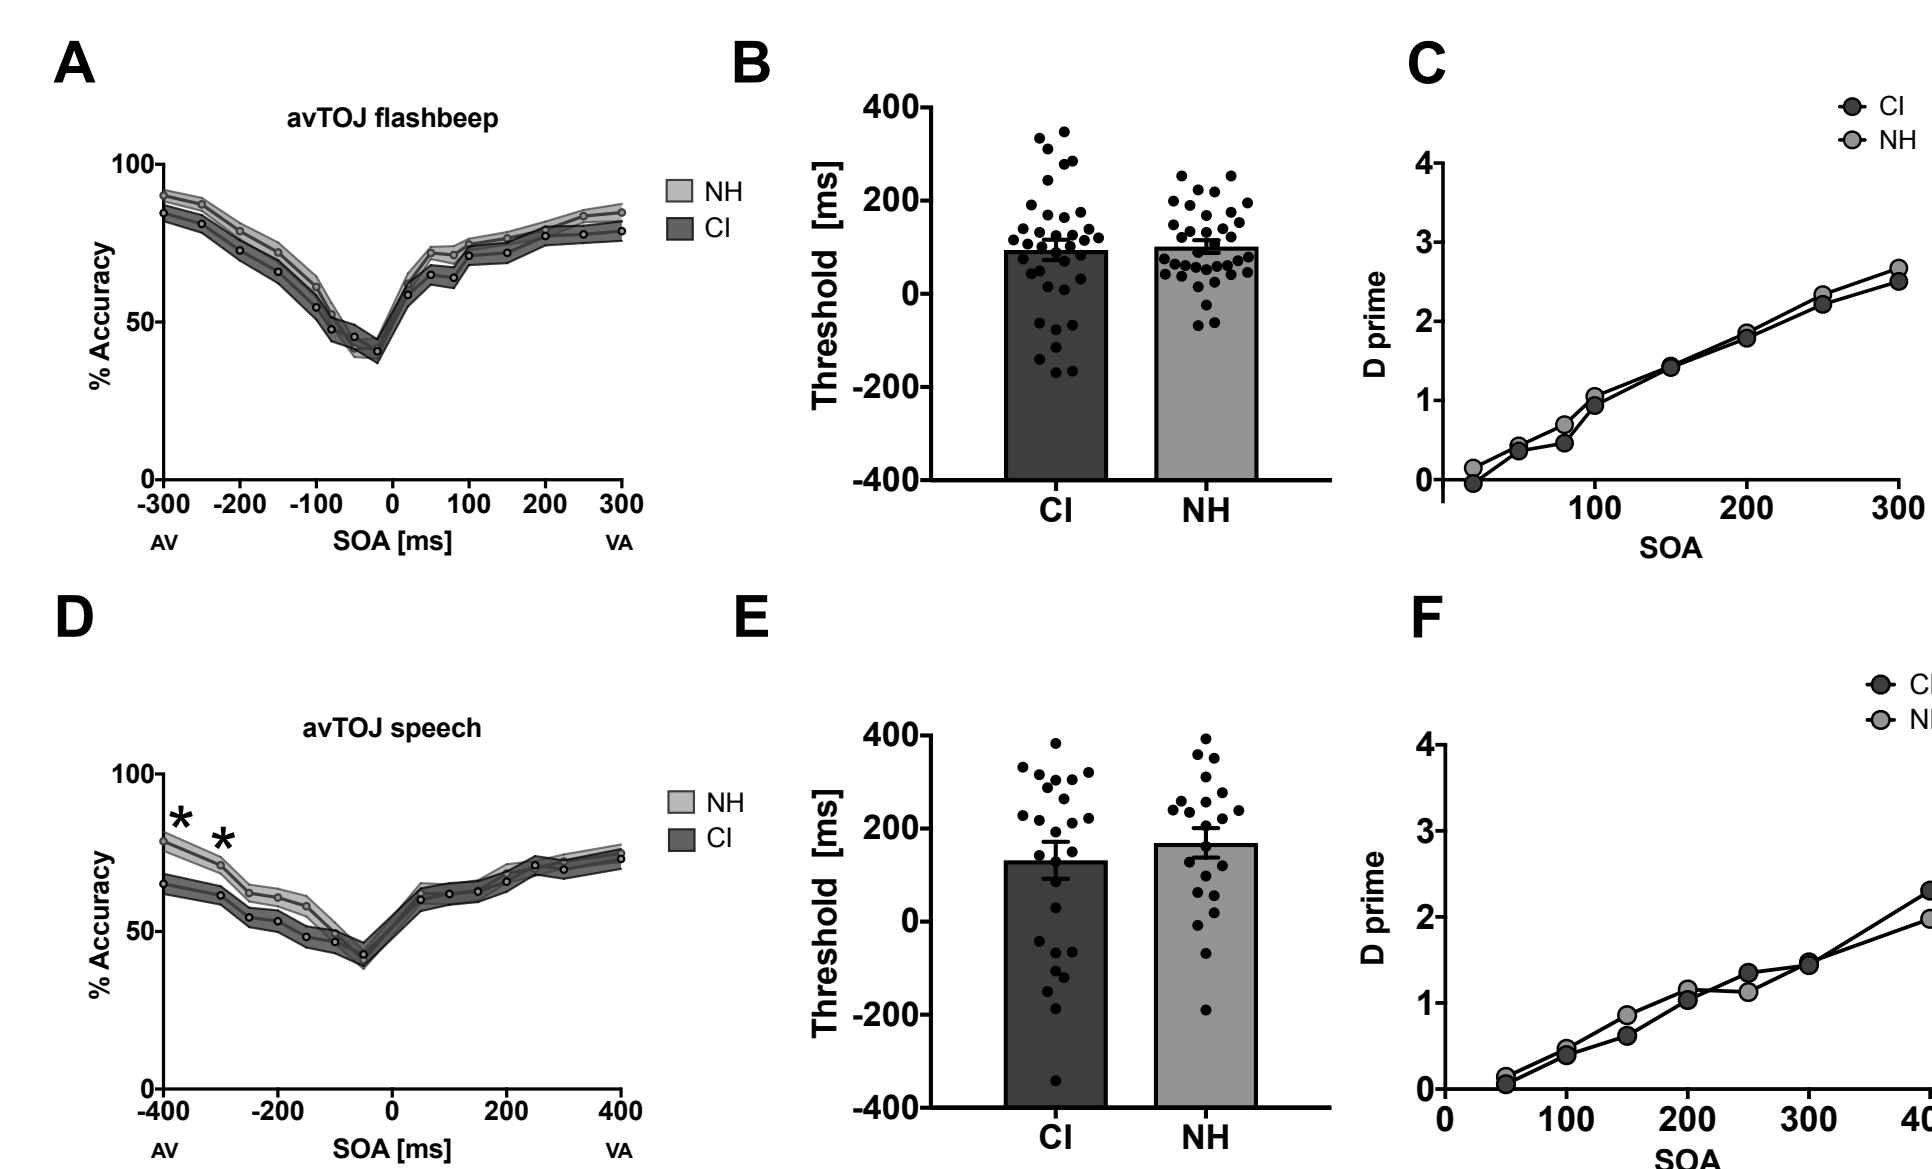 A
avTOJ flashbeep
100
50
0
% Accuracy
-300 -200 -100 0 100 200 300
AV SOA [ms] VA
NH
CI
B
400
200
0
-200
-400
Threshold [ms]
CI NH
C
CI
NH
4
3
2
1
0
D prime
100 200 300
SOA
D
avTOJ speech
100
50
0
% Accuracy
* *
-400 -200 0 200 400
AV SOA [ms] VA
NH
CI
E
400
200
0
-200
-400
Threshold [ms]
CI NH
F
4
3
2
1
0
D prime
0 100 200 300
SOA